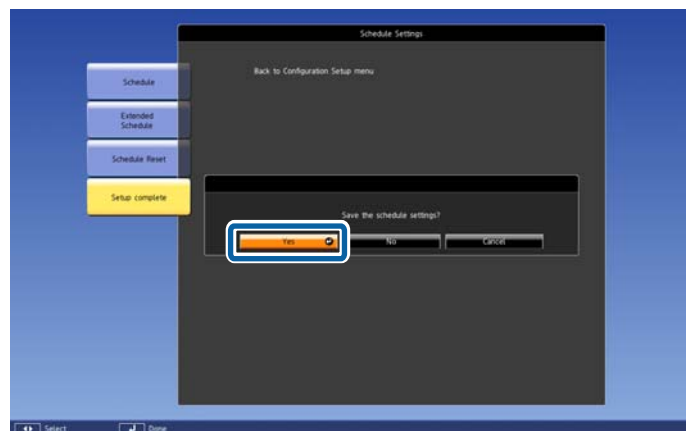 Schedule Settings
Back to Configuration Setup menu
Schedule
Extended
Schedule
Schedule Reset
Setup complete
Save the schedule settings?
Yes
No
Cancel
Select
Done